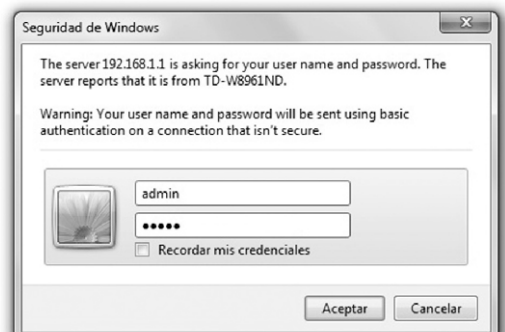 Seguridad de Windows
The server 192.168.1.1 is asking for your user name and password. The
server reports that it is from TD-W8961ND.
Warning: Your user name and password will be sent using basic
authentication on a connection that isn't secure.
admin
•••••
Recordar mis credenciales
Aceptar
Cancelar